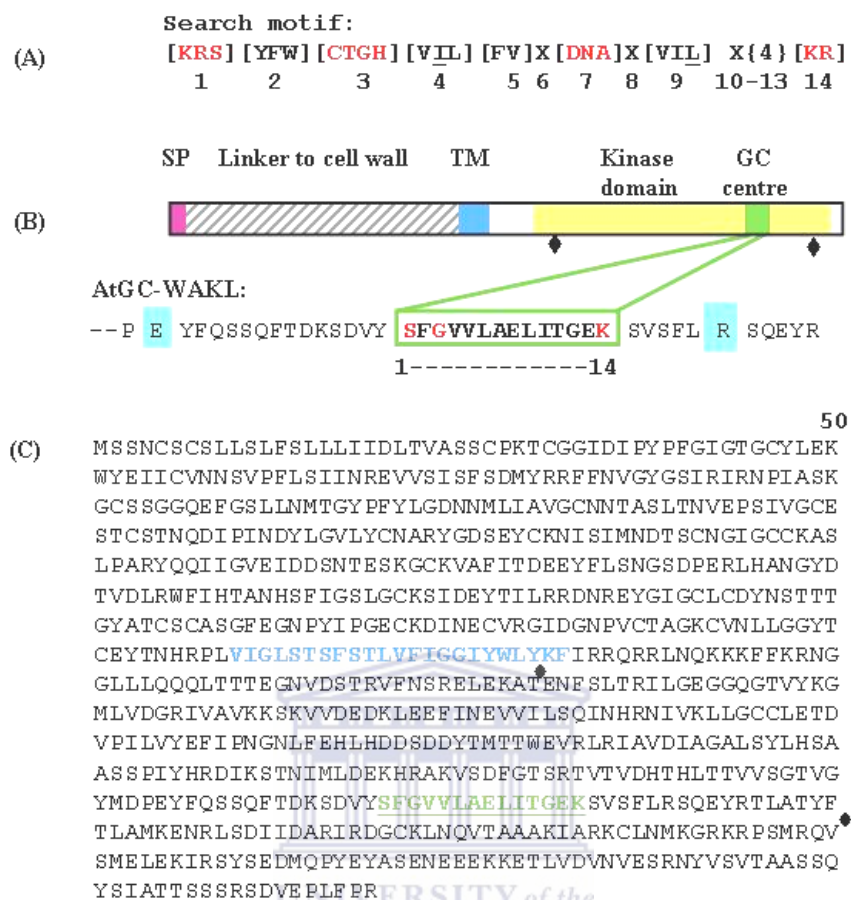 Search motif:
(A)
[KRS][YFW][CTGH][VIL][FV]X[DNA]X[VIL] X{4}[KR]
1 2 3 4 5 6 7 8 9 10-13 14
SP Linker to cell wall TM Kinase domain GC centre
(B)
AtGC-WAKL:
--P E YFQSSQFTDKSDVY SFGVVLAELITGEK SVSFL R SQEYR
1------------14
50
(C)
MSSNCSCSLLSLFSLLLIIDLTVASSCPKTCGGIDIPYPFGIGTGCYLEK
WYEIICVNNSVPFLSIINREVVSISFSDMYRRFFNVGYGSIRIRNPIASK
GCSSGGQEFGSLLNMTGYPFYLGDNNMLIAVGCNNTASLTNVEPSIVGCE
STCSTNQDIPINDYLGVLYCNARYGDSEYCKNISIMNDTSCNGIGCCKAS
LPARYQQIIGVEIDDSNTESKGCKVAFITDEEYFLSNGSDPERLHANGYD
TVDLRWFIHTANHSFIGSLGCKSIDEYTILRRDNREYGIGCLCDYNSTTT
GYATCSCASGFEGNPYIPGECKDINECVRGIDGNPVCTAGKCVNLLGGYT
CEYTNHRPLVIGLSTSFSTLVFIGGIYWLYKFIRRQRRLNQKKKFFKRNG
GLLLQQQLTTTEGNVDSTRVFNSRELEKATENFSLTRILGEGGQGTVYKG
MLVDGRIVAVKKSKVVDEDKLEEFINEVVILSQINHRNIVKLLGCCLETD
VPILVYEFIPNGNLFEHLHDDSDDYTMTTWEVRLRIAVDIAGALSYLHSA
ASSPIYHRDIKSTNIMLDEKHRAKVSDFGTSRTVTVDHTHLTTVVSGTVG
YMDPEYFQSSQFTDKSDVYSFGVVLAELITGEKSVSFLRSQEYRTLATYF
TLAMKENRLSDIIDARIRDGCKLNQVTAAAKIARKCLNMKGRKRPSMRQV
SMELEKIRSYSEDMQPYEYASENEEEKKETLVDVNVESRNYVSVTAASSQ
YSIATTSSSRSDVEPLFPR
UNIVERSITY of the